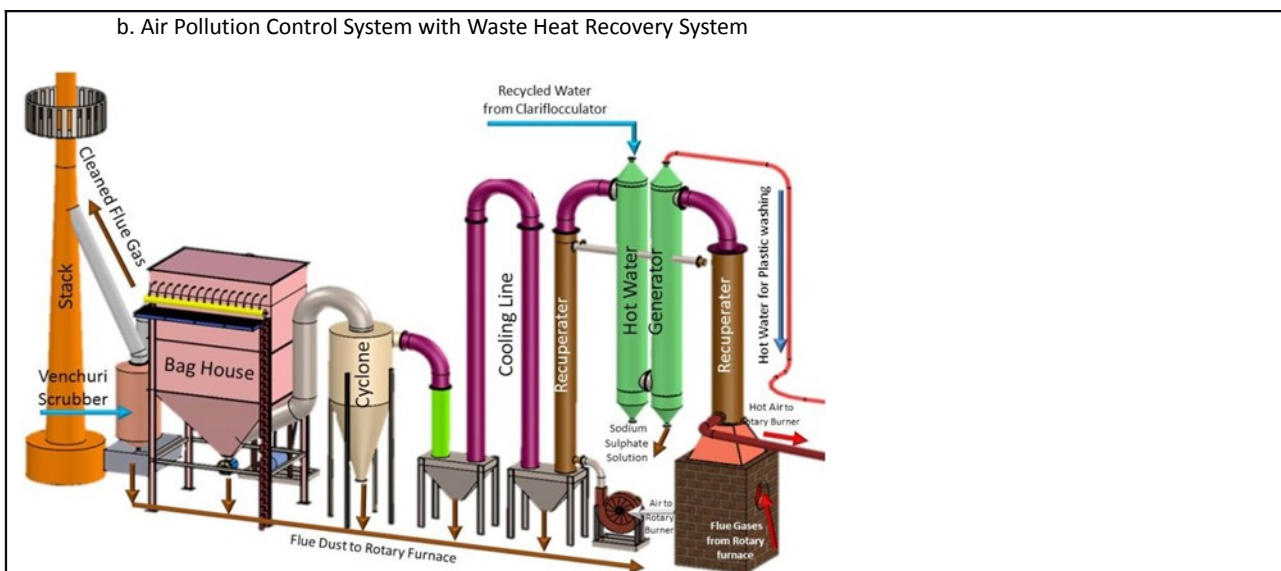 b. Air Pollution Control System with Waste Heat Recovery System
Recycled Water
from Clariflocculator
Cleaned Flue Gas
Stack
Bag House
Venchuri
Scrubber
Cyclone
Cooling Line
Recuperater
Hot Water
Generator
Recuperater
Hot Water for Plastic washing
Hot Air to
Rotary Burner
Sodium
Sulphate
Solution
Air to
Rotary
Burner
Flue Gases
from Rotary
furnace
Flue Dust to Rotary Furnace